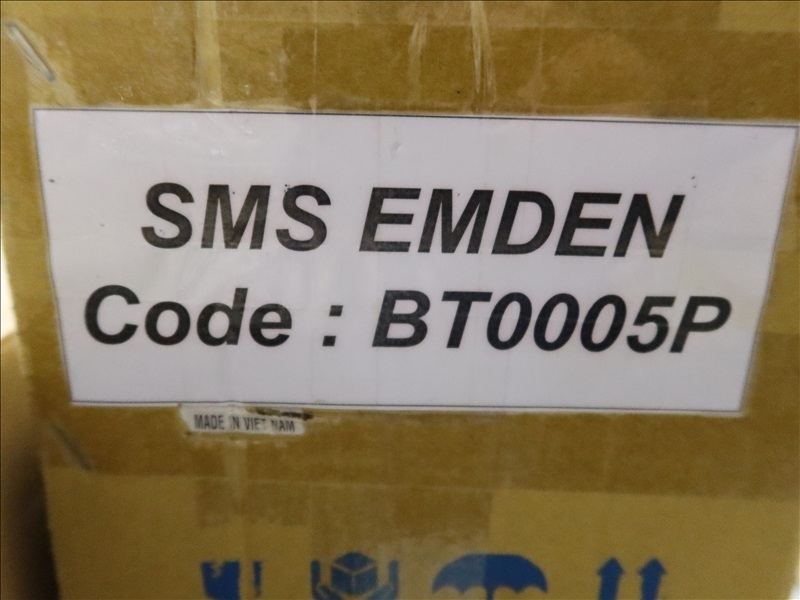 SMS EMDEN
Code : BT0005P
MADE IN VIET NAM